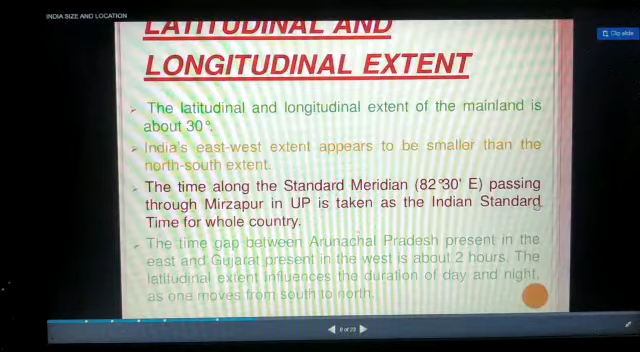 INDIA SIZE AND LOCATION
Clip slide
LATITUDINAL AND
LONGITUDINAL EXTENT
The latitudinal and longitudinal extent of the mainland is
about 30°.
India's east-west extent appears to be smaller than the
north-south extent.
The time along the Standard Meridian (82°30' E) passing
through Mirzapur in UP is taken as the Indian Standard
Time for whole country.
The time gap between Arunachal Pradesh present in the
east and Gujarat present in the west is about 2 hours. The
latitudinal extent influences the duration of day and night,
as one moves from south to north.